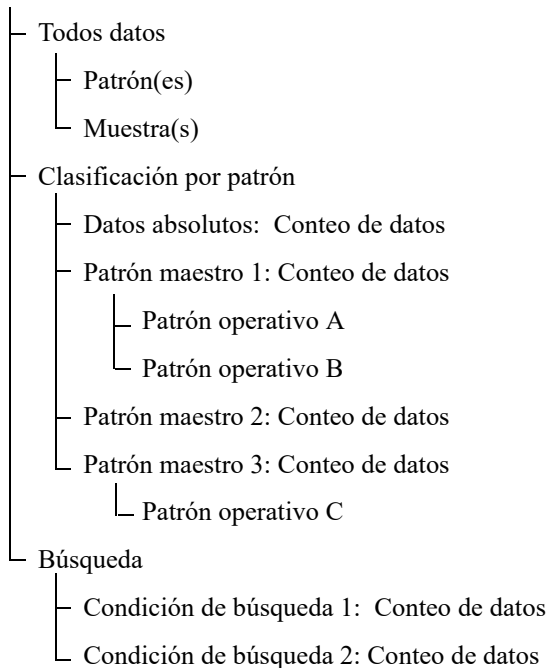 Todos datos
Patrón(es)
Muestra(s)
Clasificación por patrón
Datos absolutos:  Conteo de datos
Patrón maestro 1: Conteo de datos
Patrón operativo A
Patrón operativo B
Patrón maestro 2: Conteo de datos
Patrón maestro 3: Conteo de datos
Patrón operativo C
Búsqueda
Condición de búsqueda 1:  Conteo de datos
Condición de búsqueda 2: Conteo de datos